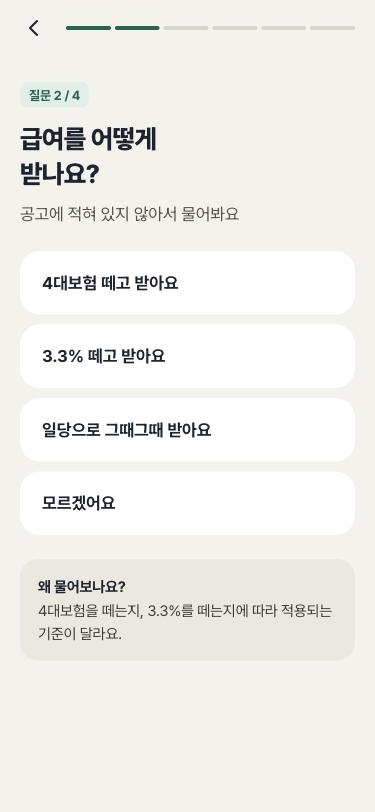 질문 2 / 4
급여를 어떻게
받나요?
공고에 적혀 있지 않아서 물어봐요
4대보험 떼고 받아요
3.3% 떼고 받아요
일당으로 그때그때 받아요
모르겠어요
왜 물어보나요?
4대보험을 떼는지, 3.3%를 떼는지에 따라 적용되는
기준이 달라요.